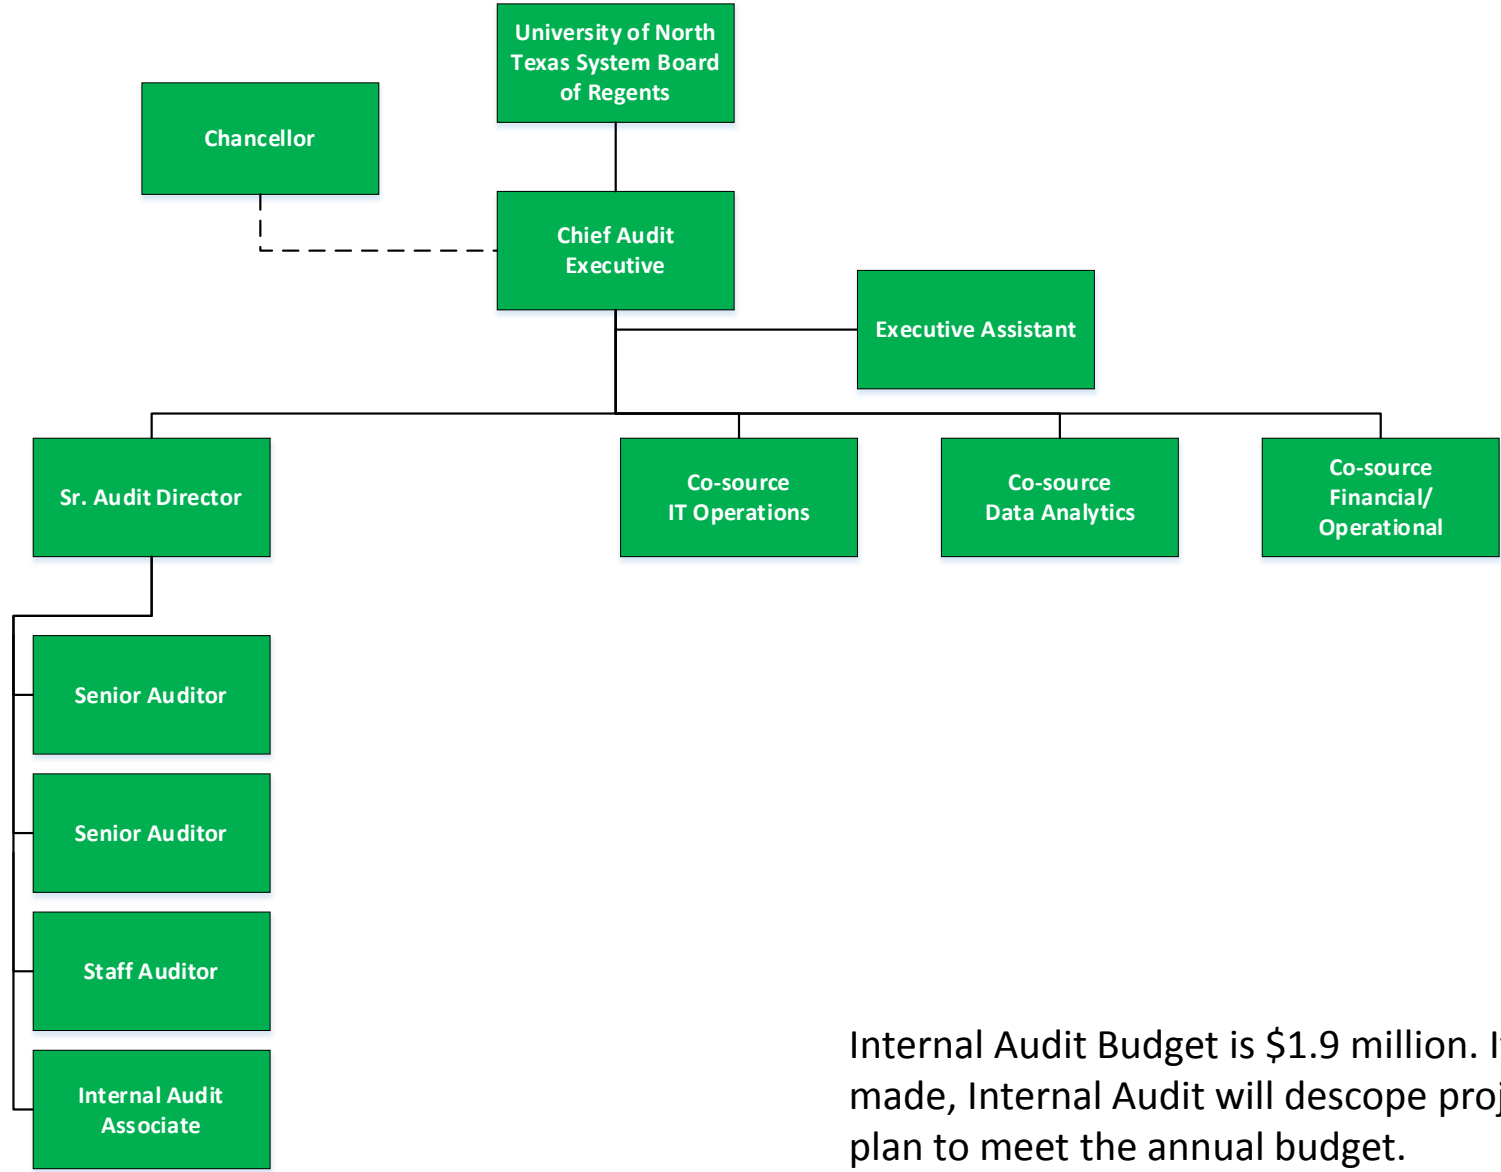 University of North
Texas System Board
of Regents
Chancellor
Chief Audit
Executive
Executive Assistant
Sr. Audit Director
Co-source
IT Operations
Co-source
Data Analytics
Co-source
Financial/
Operational
Senior Auditor
Senior Auditor
Staff Auditor
Internal Audit
Associate
Internal Audit Budget is $1.9 million.
made, Internal Audit will descope
plan to meet the annual budget.